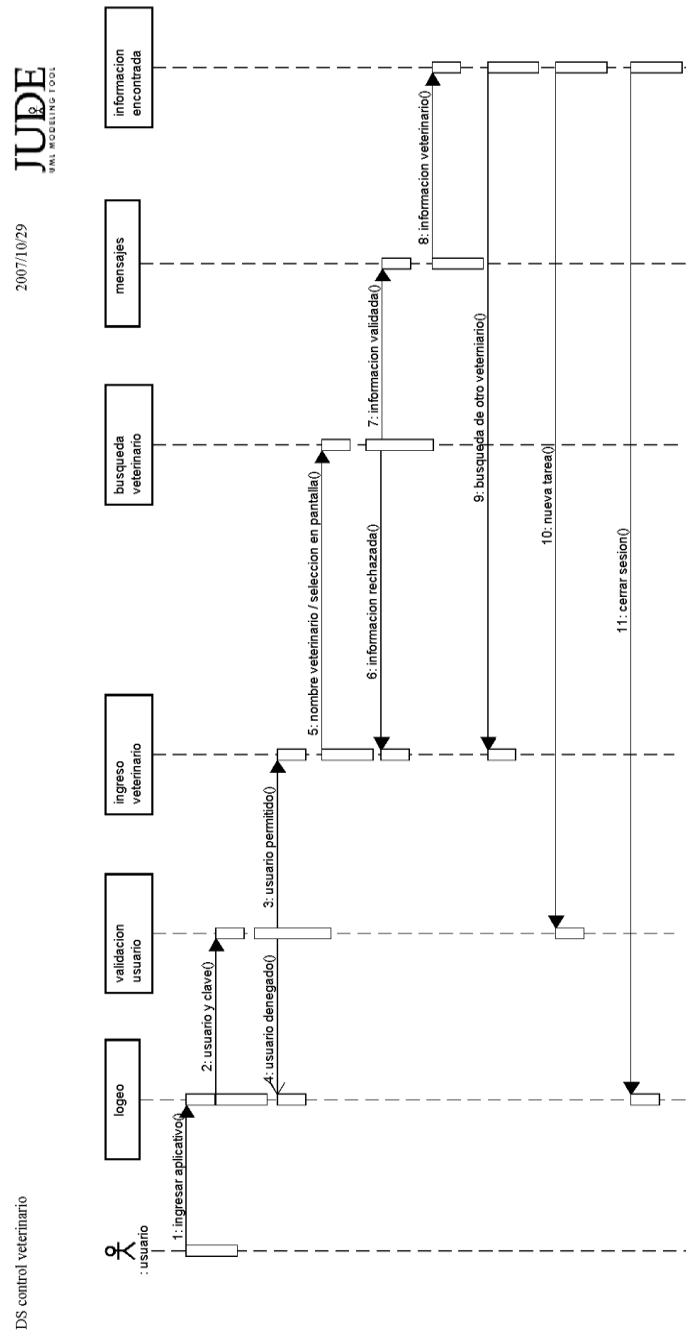 DS control veterinario
2007/10/29
JUDE
UML MODELING TOOL
: usuario
logeo
validacion
usuario
ingreso
veterinario
busqueda
veterinario
mensajes
informacion
encontrada
1: ingresar aplicativo()
2: usuario y clave()
3: usuario permitido()
4: usuario denegado()
5: nombre veterinario / seleccion en pantalla()
6: informacion rechazada()
7: informacion validada()
8: informacion veterinario()
9: busqueda de otro veterniario()
10: nueva tarea()
11: cerrar sesion()